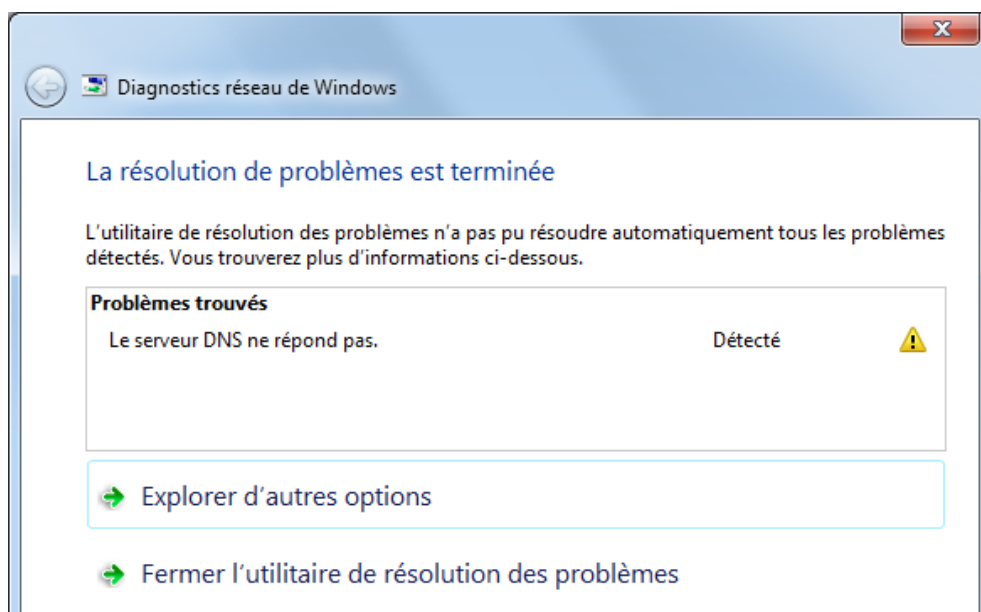 Diagnostics réseau de Windows
La résolution de problèmes est terminée
L'utilitaire de résolution des problèmes n'a pas pu résoudre automatiquement tous les problèmes
détectés. Vous trouverez plus d'informations ci-dessous.
Problèmes trouvés
Le serveur DNS ne répond pas. Détecté
Explorer d'autres options
Fermer l'utilitaire de résolution des problèmes